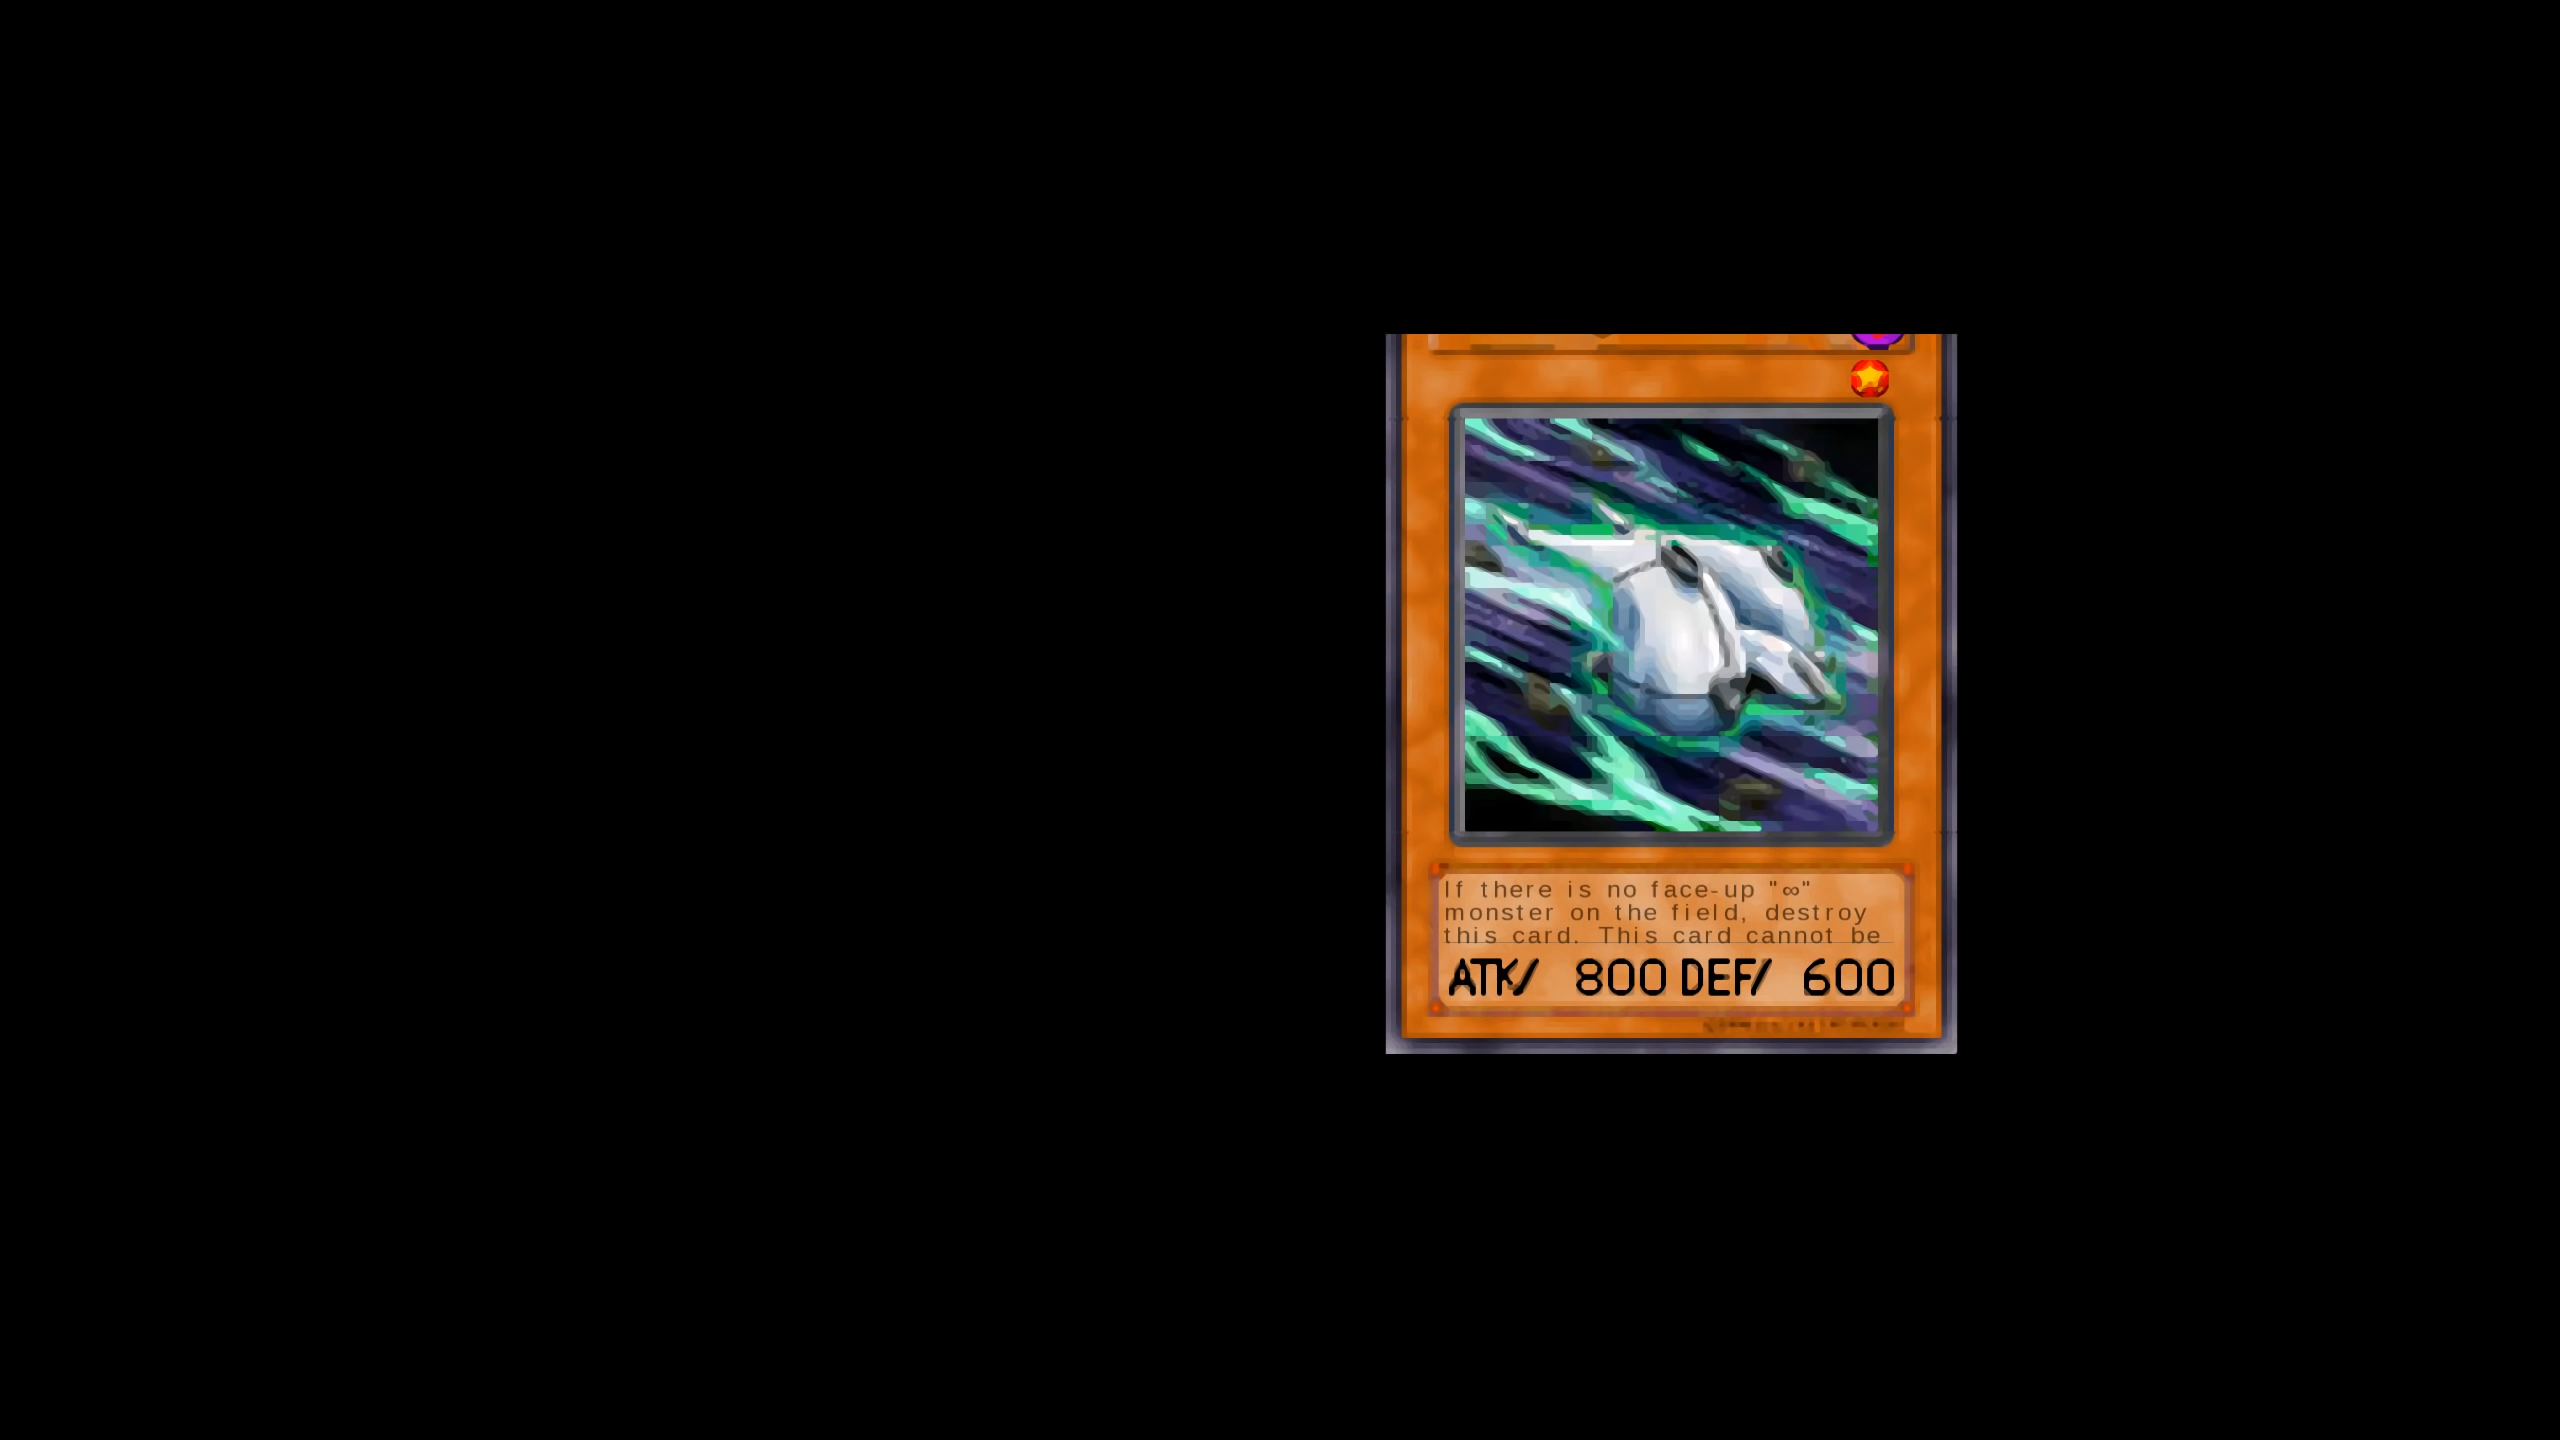 If there is no face-up "∞"
monster on the field, destroy
this card. This card cannot be
ATK/ 800 DEF/ 600